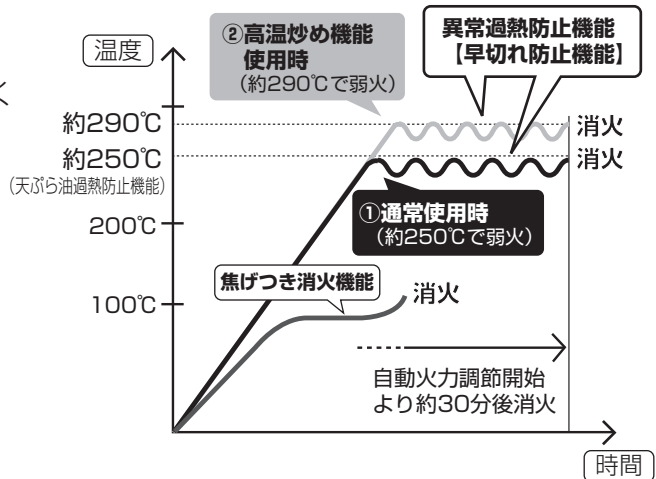 温度
②高温炒め機能
使用時
（約290℃で弱火）
異常過熱防止機能
【早切れ防止機能】
く
約290℃
消火
約250℃
消火
（天ぷら油過熱防止機能）
①通常使用時
（約250℃で弱火）
200℃
焦げつき消火機能
100℃
消火
自動火力調節開始
より約30分後消火
時間